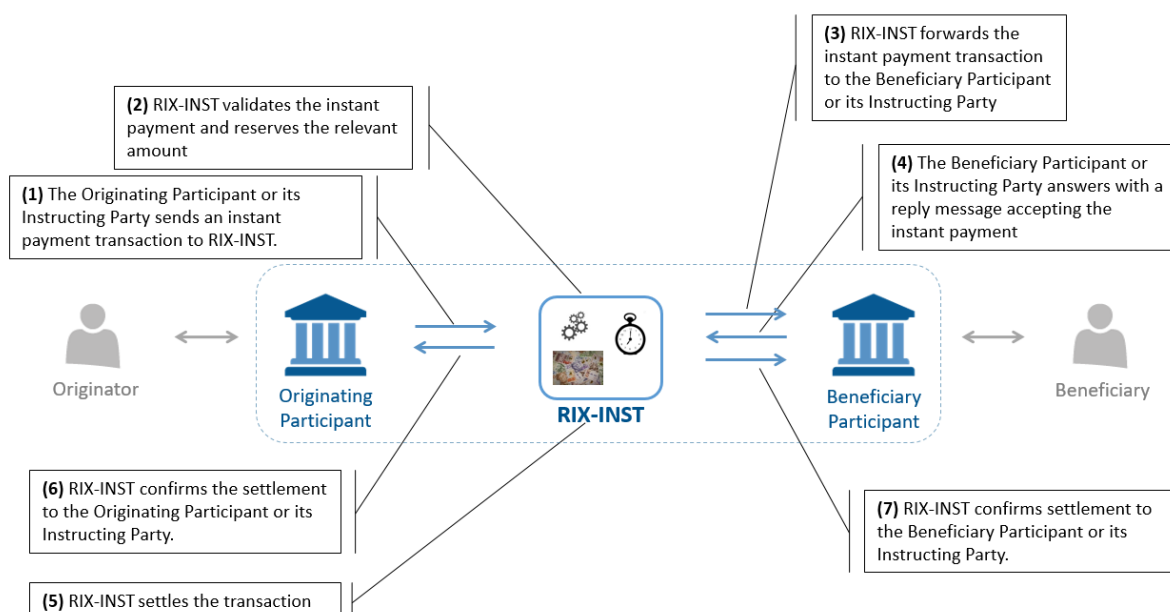 (3) RIX-INST forwards the
instant payment transaction
to the Beneficiary Participant
or its Instructing Party
(2) RIX-INST validates the instant
payment and reserves the relevant
amount
(4) The Beneficiary Participant or
its Instructing Party answers with a
reply message accepting the
instant payment
(1) The Originating Participant or its
Instructing Party sends an instant
payment transaction to RIX-INST.
Originator
Originating
Participant
RIX-INST
Beneficiary
Participant
Beneficiary
(6) RIX-INST confirms the settlement
to the Originating Participant or its
Instructing Party.
(7) RIX-INST confirms settlement to
the Beneficiary Participant or its
Instructing Party.
(5) RIX-INST settles the transaction